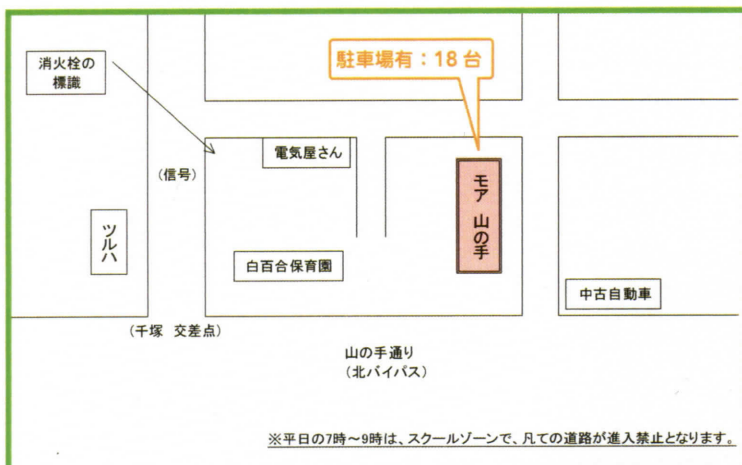 駐車場有：18台
消火栓の
標識
電気屋さん
(信号)
モア 山の手
ツルハ
白百合保育園
中古自動車
(千塚 交差点)
山の手通り
(北バイパス)
※平日の7時～9時は、スクールゾーンで、凡ての道路が進入禁止となります。